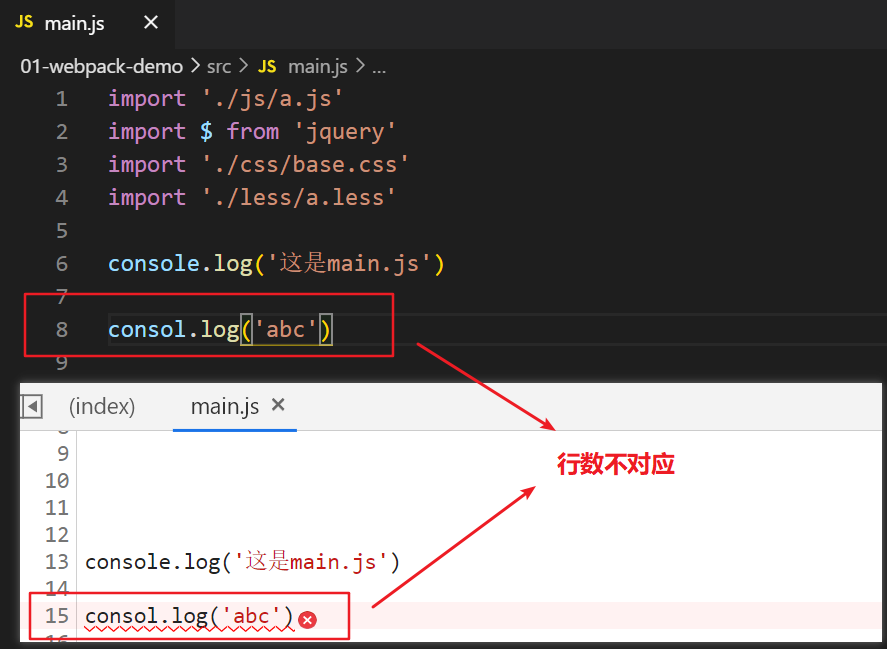 JS main.js ×
01-webpack-demo > src > JS main.js > ...
1 import './js/a.js'
2 import $ from 'jquery'
3 import './css/base.css'
4 import './less/a.less'
5
6 console.log('这是main.js')
7
8 consol.log('abc')
9
(index) main.js ×
9
10
11
行数不对应
12
13 console.log('这是main.js')
14
15 consol.log('abc')
16